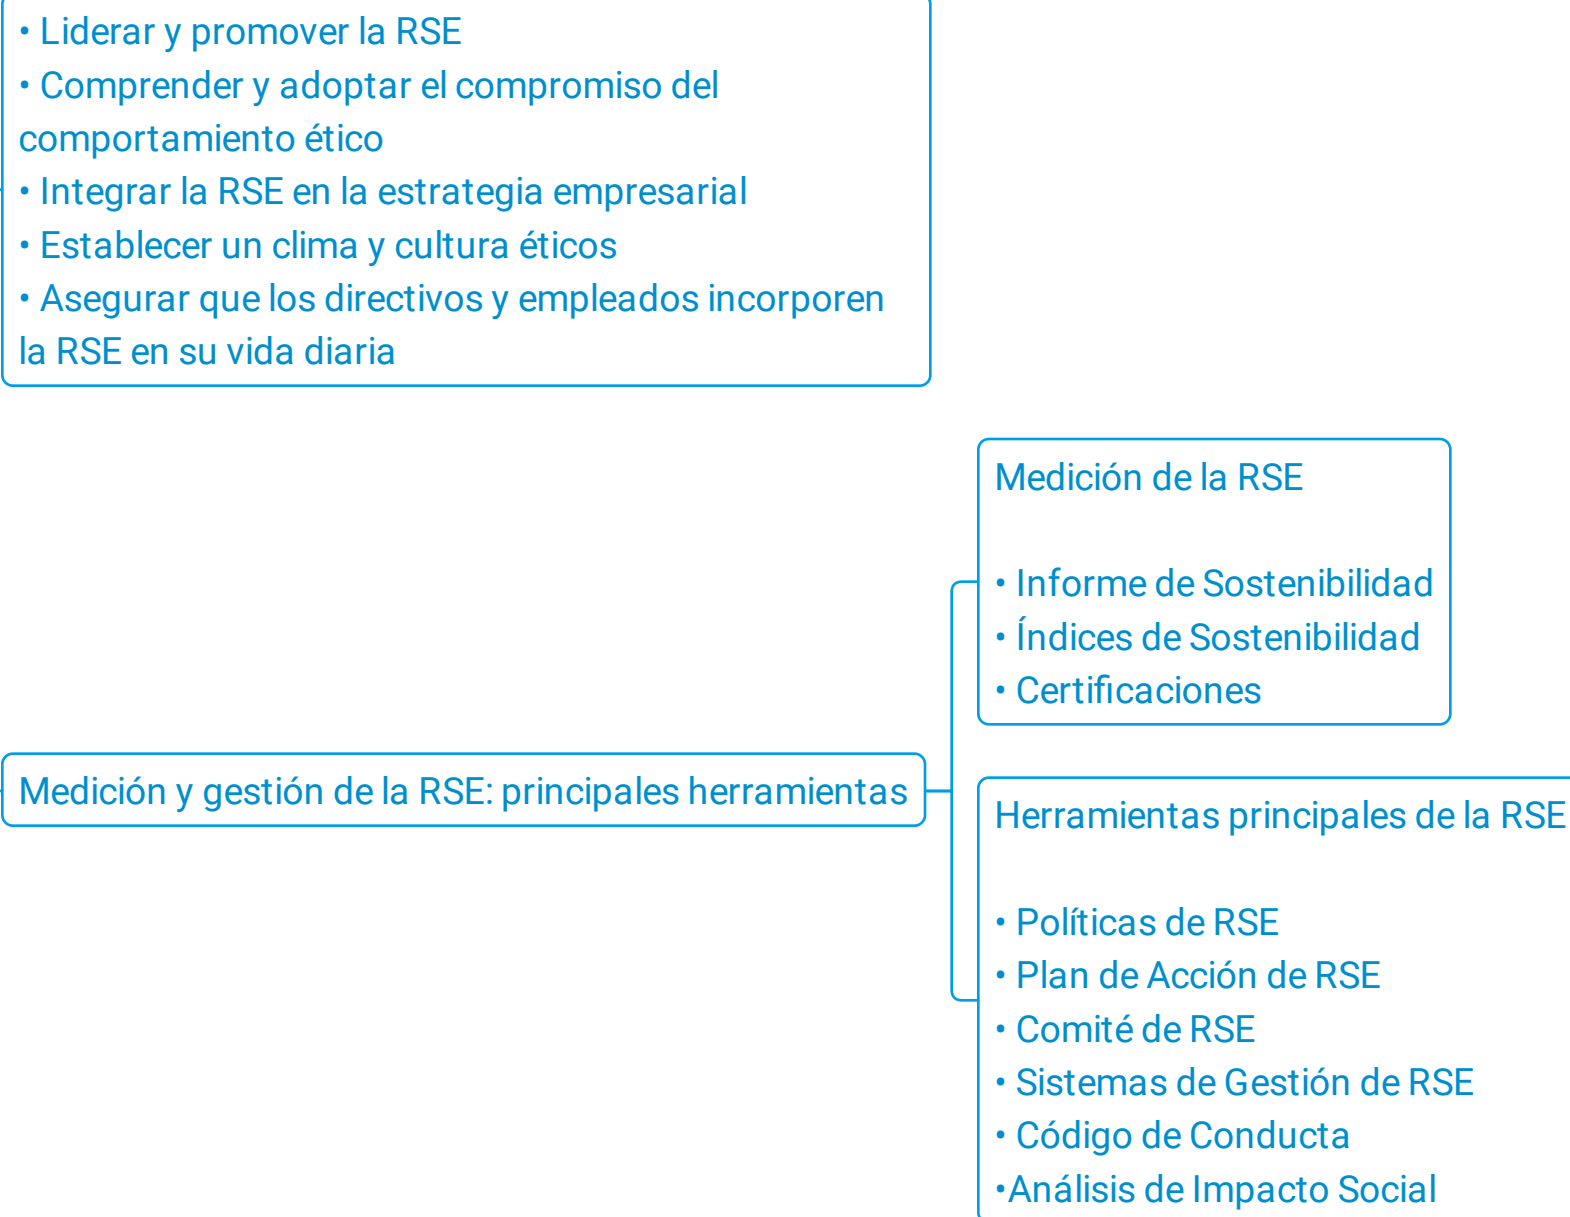 • Liderar y promover la RSE
• Comprender y adoptar el compromiso del
comportamiento ético
• Integrar la RSE en la estrategia empresarial
• Establecer un clima y cultura éticos
• Asegurar que los directivos y empleados incorporen
la RSE en su vida diaria
Medición y gestión de la RSE: principales herramientas
Medición de la RSE
• Informe de Sostenibilidad
• Índices de Sostenibilidad
• Certificaciones
Herramientas principales de la RSE
• Políticas de RSE
• Plan de Acción de RSE
• Comité de RSE
• Sistemas de Gestión de RSE
• Código de Conducta
•Análisis de Impacto Social